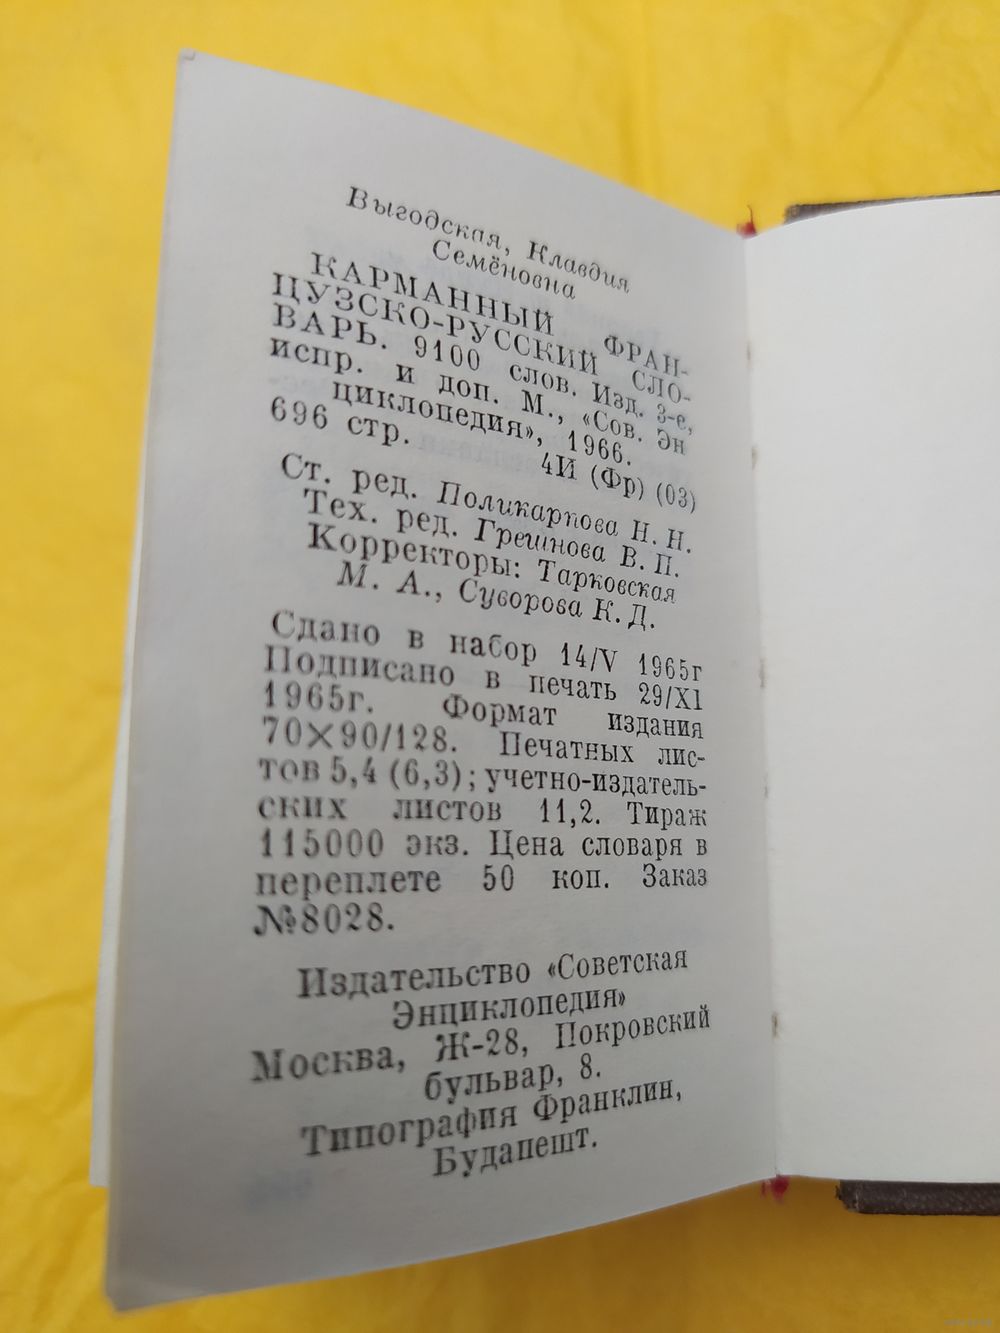 Выгодская, Клавдия
Семёновна
КАРМАННЫЙ ФРАН-
ЦУЗСКО-РУССКИЙ СЛО-
ВАРЬ. 9100 слов. Изд. 3-е,
испр. и доп. М., «Сов. Эн
циклопедия», 1966.
696 стр.
4И (Фр) (03)
Ст. ред. Поликарпова Н. Н.
Тех. ред. Грешнова В. П.
Корректоры: Тарковская
М. А., Суворова К. Д.
Сдано в набор 14/V 1965г
Подписано в печать 29/XI
1965г. Формат издания
70×90/128. Печатных лис-
тов 5,4 (6,3); учетно-издатель-
ских листов 11,2. Тираж
115000 экз. Цена словаря в
переплете 50 коп. Заказ
№8028.
Издательство «Советская
Энциклопедия»
Москва, Ж-28, Покровский
бульвар, 8.
Типография Франклин,
Будапешт.